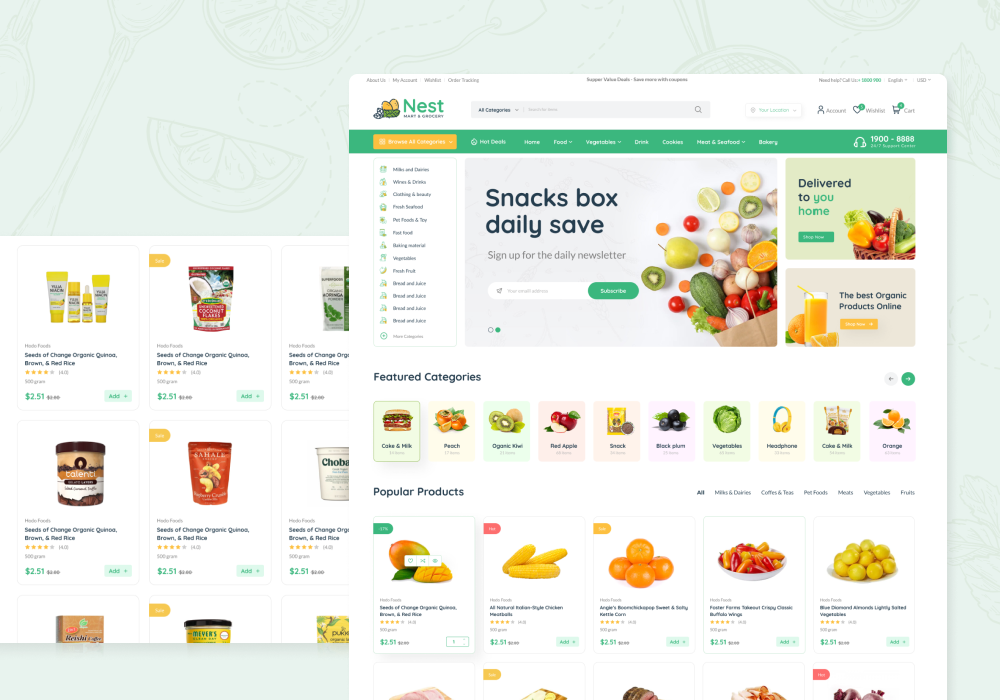 About Us
My Account
Wishlist
Order Tracking
Supper Value Deals - Save more with coupons
Need help? Call Us: + 1800 900
English
USD
Nest
MART & GROCERY
All Categories
Search for items
Your Location
Account
Wishlist
Cart
Browse All Categories
Hot Deals
Home
Food
Vegetables
Drink
Cookies
Meat & Seafood
Bakery
1900 - 8888
24/7 Support Center
Milks and Dairies
Wines & Drinks
Clothing & beauty
Fresh Seafood
Pet Foods & Toy
Fast food
Baking material
Vegetables
Fresh Fruit
Bread and Juice
Bread and Juice
Bread and Juice
Bread and Juice
More Categories
Snacks box
daily save
Sign up for the daily newsletter
Your email address
Subscribe
Delivered
to you
home
Shop Now
The best Organic
Products Online
Shop Now
Featured Categories
Cake & Milk
Peach
Oganic Kiwi
Red Apple
Snack
Black plum
Vegetables
Headphone
Cake & Milk
Orange
Popular Products
All
Milks & Dairies
Coffes & Teas
Pet Foods
Meats
Vegetables
Fruits
Hodo Foods
Seeds of Change Organic Quinoa,
Brown, & Red Rice
(4.0)
500 gram
$2.51 $2.80
1
Hot
Hodo Foods
All Natural Italian-Style Chicken
Meatballs
(4.0)
500 gram
$2.51 $2.80
Add +
Sale
Hodo Foods
Angie's Boomchickapop Sweet & Salty
Kettle Corn
(4.0)
500 gram
$2.51 $2.80
Add +
Hodo Foods
Foster Farms Takeout Crispy Classic
Buffalo Wings
(4.0)
500 gram
$2.51 $2.80
Add +
Hodo Foods
Blue Diamond Almonds Lightly Salted
Vegetables
(4.0)
500 gram
$2.51 $2.80
Add +
Sale
Hot
Hodo Foods
Seeds of Change Organic Quinoa,
Brown, & Red Rice
(4.0)
500 gram
$2.51 $2.80
Add +
Sale
COCONUT
FLAKES
Hodo Foods
Seeds of Change Organic Quinoa,
Brown, & Red Rice
(4.0)
500 gram
$2.51 $2.80
Add +
Hodo Foods
Seeds of Change Org
Brown, & Red Rice
(4.0)
500 gram
$2.51 $2.80
talenti
Hodo Foods
Seeds of Change Organic Quinoa,
Brown, & Red Rice
(4.0)
500 gram
$2.51 $2.80
Add +
Sale
SAHALE
Hodo Foods
Seeds of Change Organic Quinoa,
Brown, & Red Rice
(4.0)
500 gram
$2.51 $2.80
Add +
Choba
Hodo Foods
Seeds of Change Org
Brown, & Red Rice
(4.0)
500 gram
$2.51 $2.80
Reishi
Sale
MEYER'S